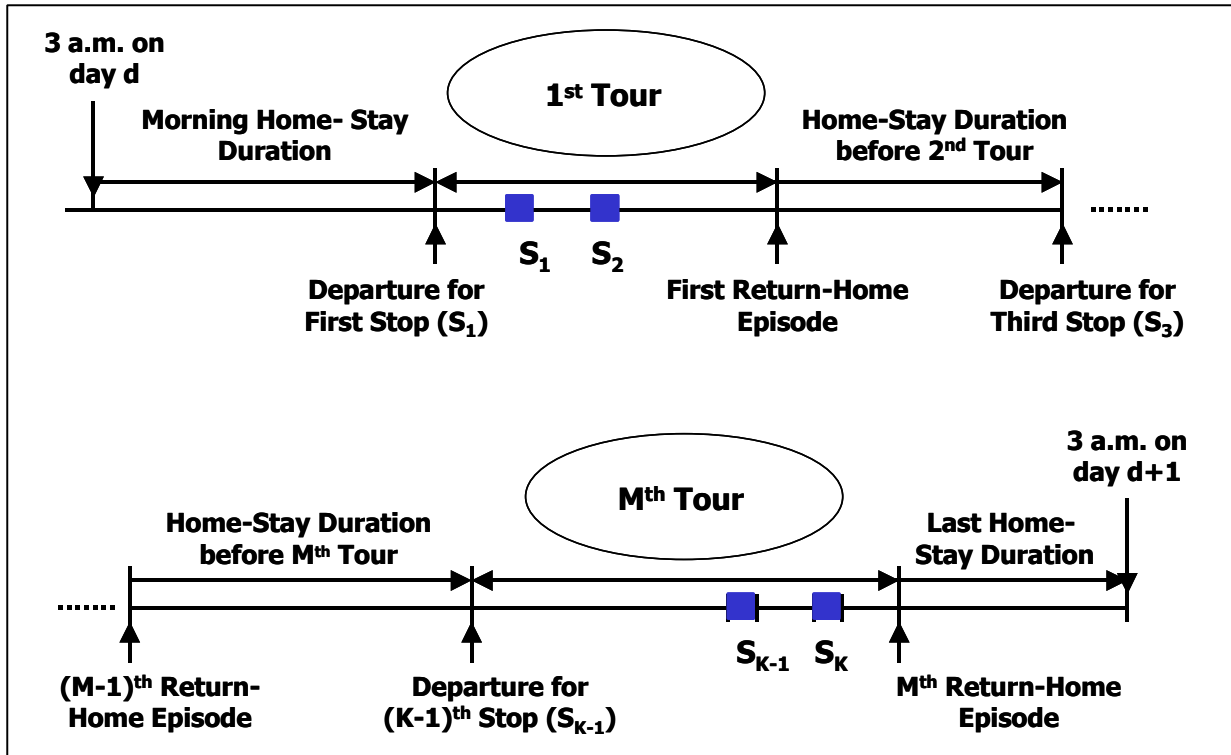 3 a.m. on
day d
1st Tour
Morning Home- Stay
Duration
Home-Stay Duration
before 2nd Tour
S1
S2
Departure for
First Stop (S1)
First Return-Home
Episode
Departure for
Third Stop (S3)
3 a.m. on
day d+1
Mth Tour
Home-Stay Duration
before Mth Tour
Last Home-
Stay Duration
SK-1
SK
(M-1)th Return-
Home Episode
Departure for
(K-1)th Stop (SK-1)
Mth Return-Home
Episode